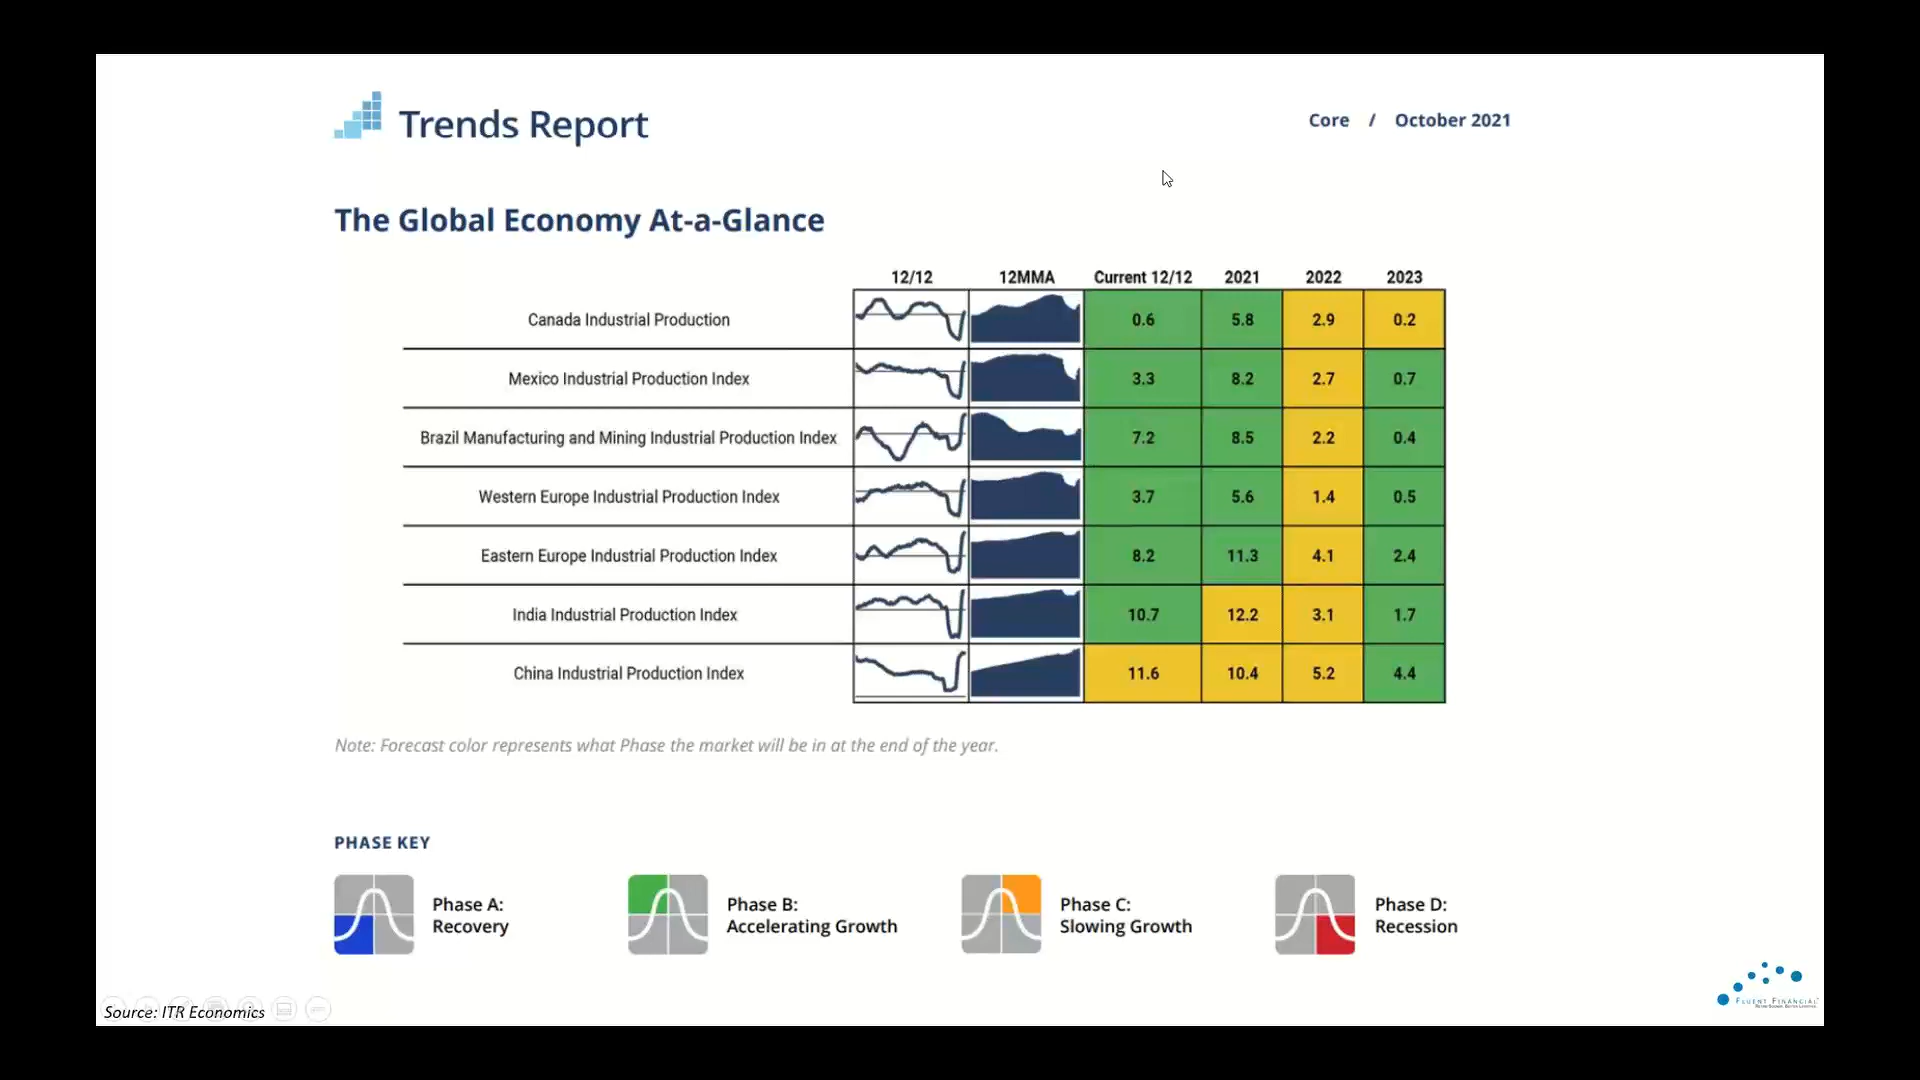 Trends Report
Core / October 2021
The Global Economy At-a-Glance
12/12 12MMA Current 12/12 2021 2022 2023
Canada Industrial Production 0.6 5.8 2.9 0.2
Mexico Industrial Production Index 3.3 8.2 2.7 0.7
Brazil Manufacturing and Mining Industrial Production Index 7.2 8.5 2.2 0.4
Western Europe Industrial Production Index 3.7 5.6 1.4 0.5
Eastern Europe Industrial Production Index 8.2 11.3 4.1 2.4
India Industrial Production Index 10.7 12.2 3.1 1.7
China Industrial Production Index 11.6 10.4 5.2 4.4
Note: Forecast color represents what Phase the market will be in at the end of the year.
PHASE KEY
Phase A:
Recovery
Phase B:
Accelerating Growth
Phase C:
Slowing Growth
Phase D:
Recession
Source: ITR Economics
FLUENT FINANCIAL